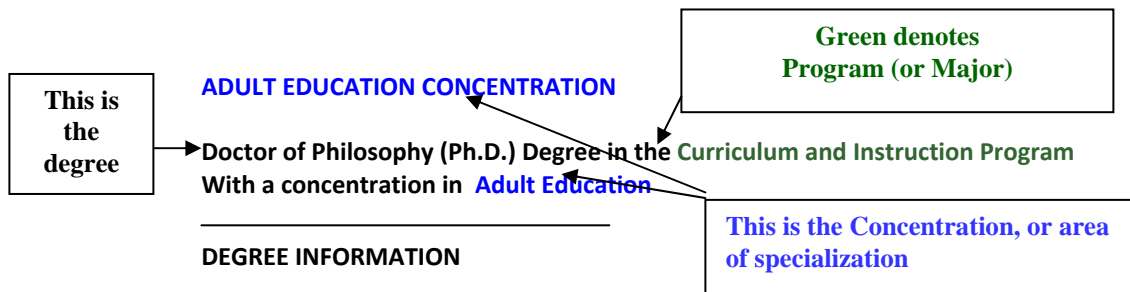 Green denotes
Program (or Major)
ADULT EDUCATION CONCENTRATION
This is
the
degree
Doctor of Philosophy (Ph.D.) Degree in the Curriculum and Instruction Program
With a concentration in Adult Education
This is the Concentration, or area
of specialization
DEGREE INFORMATION